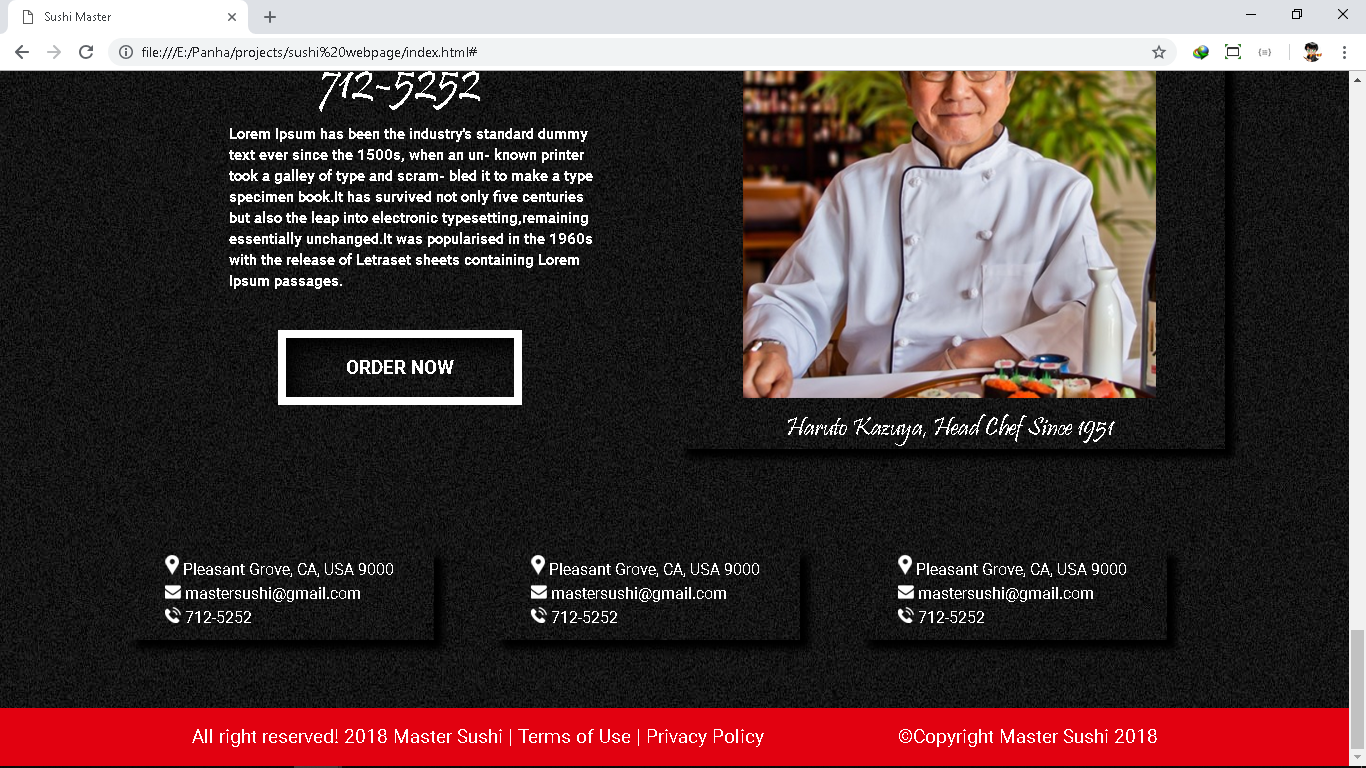 Sushi Master
file:///E:/Panha/projects/sushi%20webpage/index.html#
712-5252
Lorem Ipsum has been the industry's standard dummy
text ever since the 1500s, when an un- known printer
took a galley of type and scram- bled it to make a type
specimen book.It has survived not only five centuries
but also the leap into electronic typesetting,remaining
essentially unchanged.It was popularised in the 1960s
with the release of Letraset sheets containing Lorem
Ipsum passages.
ORDER NOW
Haruto Kazuya, Head Chef Since 1951
Pleasant Grove, CA, USA 9000
mastersushi@gmail.com
712-5252
Pleasant Grove, CA, USA 9000
mastersushi@gmail.com
712-5252
Pleasant Grove, CA, USA 9000
mastersushi@gmail.com
712-5252
All right reserved! 2018 Master Sushi | Terms of Use | Privacy Policy
©Copyright Master Sushi 2018